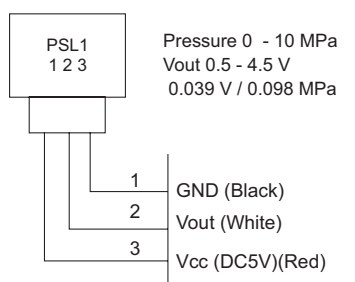 PSL1
1 2 3
Pressure 0 - 10 MPa
Vout 0.5 - 4.5 V
0.039 V / 0.098 MPa
1
GND (Black)
2
Vout (White)
3
Vcc (DC5V)(Red)